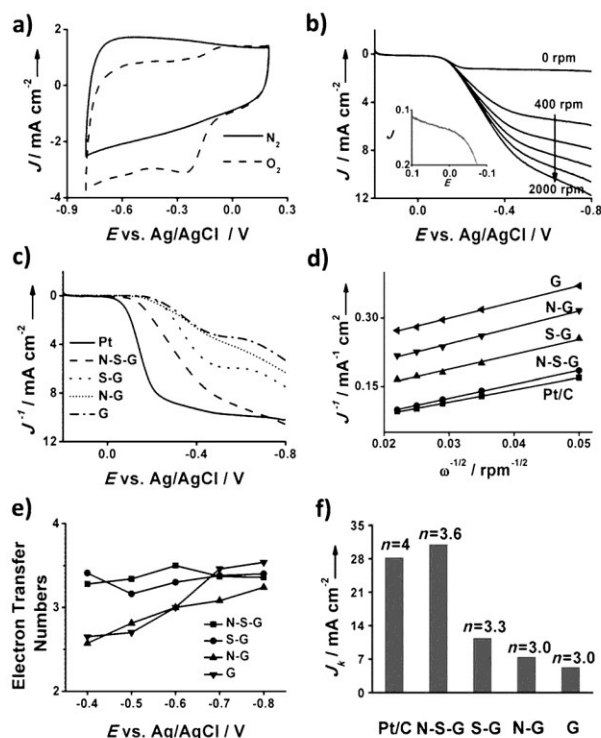 a)
J / mA cm⁻²
4
2
0
-2
-4
N₂
O₂
-0.9 -0.6 -0.3 0.0 0.3
E vs. Ag/AgCl / V
b)
J / mA cm⁻²
0
4
8
12
0 rpm
400 rpm
2000 rpm
0.1
J
0.2
0.1 0.0 -0.1
E
0.0 -0.4 -0.8
E vs. Ag/AgCl / V
c)
J⁻¹ / mA cm⁻²
0
4
8
12
Pt
N-S-G
S-G
N-G
G
0.0 -0.4 -0.8
E vs. Ag/AgCl / V
d)
J⁻¹ / mA⁻¹ cm²
0.30
0.15
G
N-G
S-G
N-S-G
Pt/C
0.02 0.03 0.04 0.05
ω⁻¹/² / rpm⁻¹/²
e)
Electron Transfer
Numbers
4
3
2
N-S-G
S-G
N-G
G
-0.4 -0.5 -0.6 -0.7 -0.8
E vs. Ag/AgCl / V
f)
Jₖ / mA cm⁻²
35
28
21
14
7
0
n=4
n=3.6
n=3.3
n=3.0
n=3.0
Pt/C N-S-G S-G N-G G